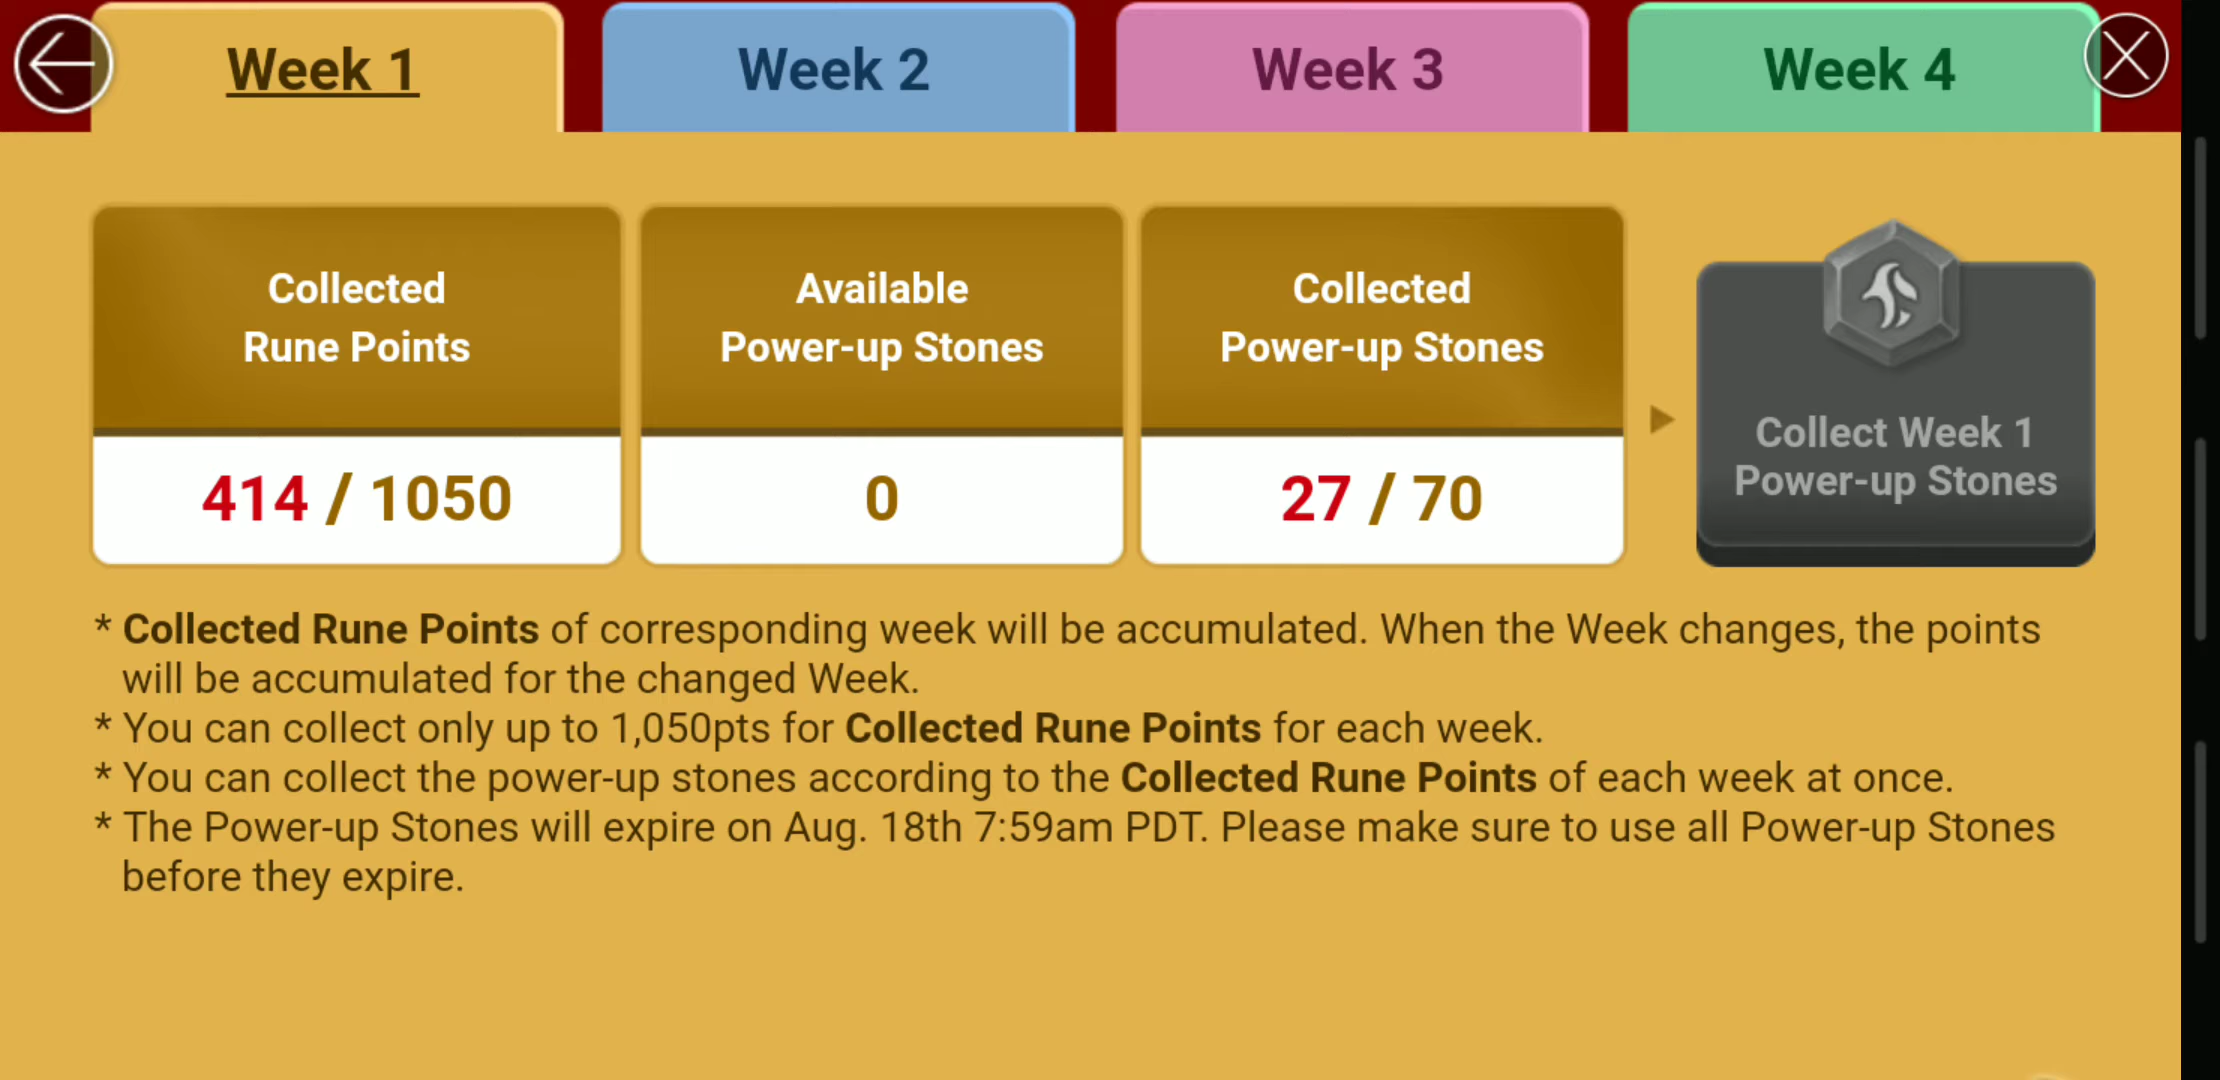 Week 1
Week 2
Week 3
Week 4
Collected
Rune Points
Available
Power-up Stones
Collected
Power-up Stones
414 / 1050
0
27 / 70
Collect Week 1
Power-up Stones
* Collected Rune Points of corresponding week will be accumulated. When the Week changes, the points
will be accumulated for the changed Week.
* You can collect only up to 1,050pts for Collected Rune Points for each week.
* You can collect the power-up stones according to the Collected Rune Points of each week at once.
* The Power-up Stones will expire on Aug. 18th 7:59am PDT. Please make sure to use all Power-up Stones
before they expire.